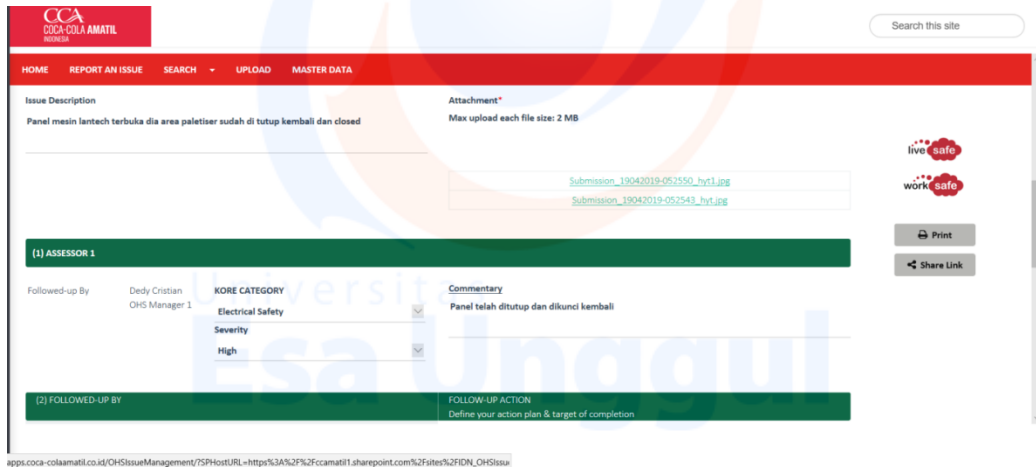 CCA
COCA-COLA AMATIL
INDONESIA
Search this site
HOME REPORT AN ISSUE SEARCH UPLOAD MASTER DATA
Issue Description
Panel mesin lantech terbuka dia area paletiser sudah di tutup kembali dan closed
Attachment*
Max upload each file size: 2 MB
Submission_19042019-052550_hyt1.jpg
Submission_19042019-052543_hyt.jpg
live safe
work safe
Print
Share Link
(1) ASSESSOR 1
Followed-up By
Dedy Cristian
OHS Manager 1
KORE CATEGORY
Electrical Safety
Severity
High
Commentary
Panel telah ditutup dan dikunci kembali
Universitas
Esa Unggul
(2) FOLLOWED-UP BY
FOLLOW-UP ACTION
Define your action plan & target of completion
apps.coca-colaamatil.co.id/OHSIssueManagement/?SPHostURL=https%3A%2F%2Fccamatil1.sharepoint.com%2Fsites%2FIDN_OHSIssu